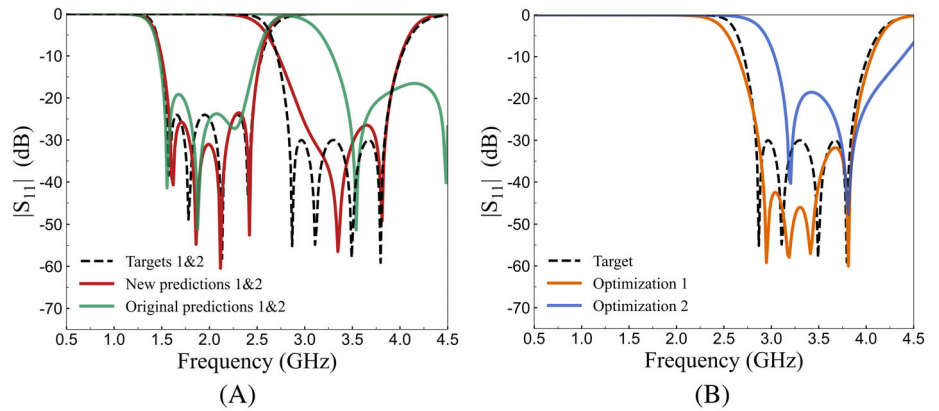 A.
0
-10
-20
-30
-40
-50
-60
-70
|S11| (dB)
Targets 1&2
New predictions 1&2
Original predictions 1&2
0.5 1.0 1.5 2.0 2.5 3.0 3.5 4.0 4.5
Frequency (GHz)
(A)
B.
0
-10
-20
-30
-40
-50
-60
-70
|S11| (dB)
Target
Optimization 1
Optimization 2
0.5 1.0 1.5 2.0 2.5 3.0 3.5 4.0 4.5
Frequency (GHz)
(B)